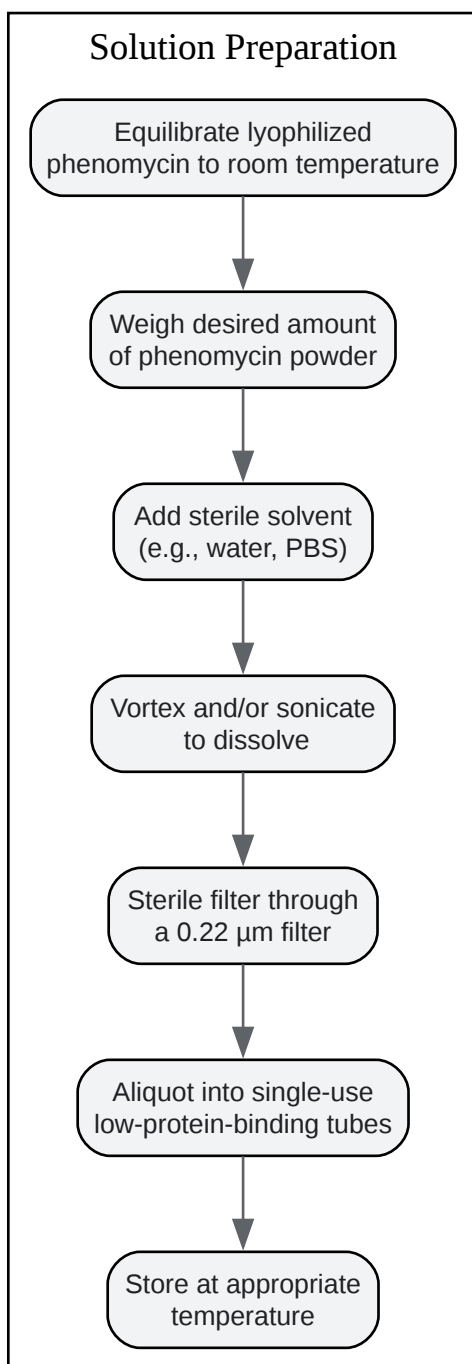 Solution Preparation
Equilibrate lyophilized
phenomycin to room temperature
Weigh desired amount
of phenomycin powder
Add sterile solvent
(e.g., water, PBS)
Vortex and/or sonicate
to dissolve
Sterile filter through
a 0.22 µm filter
Aliquot into single-use
low-protein-binding tubes
Store at appropriate
temperature